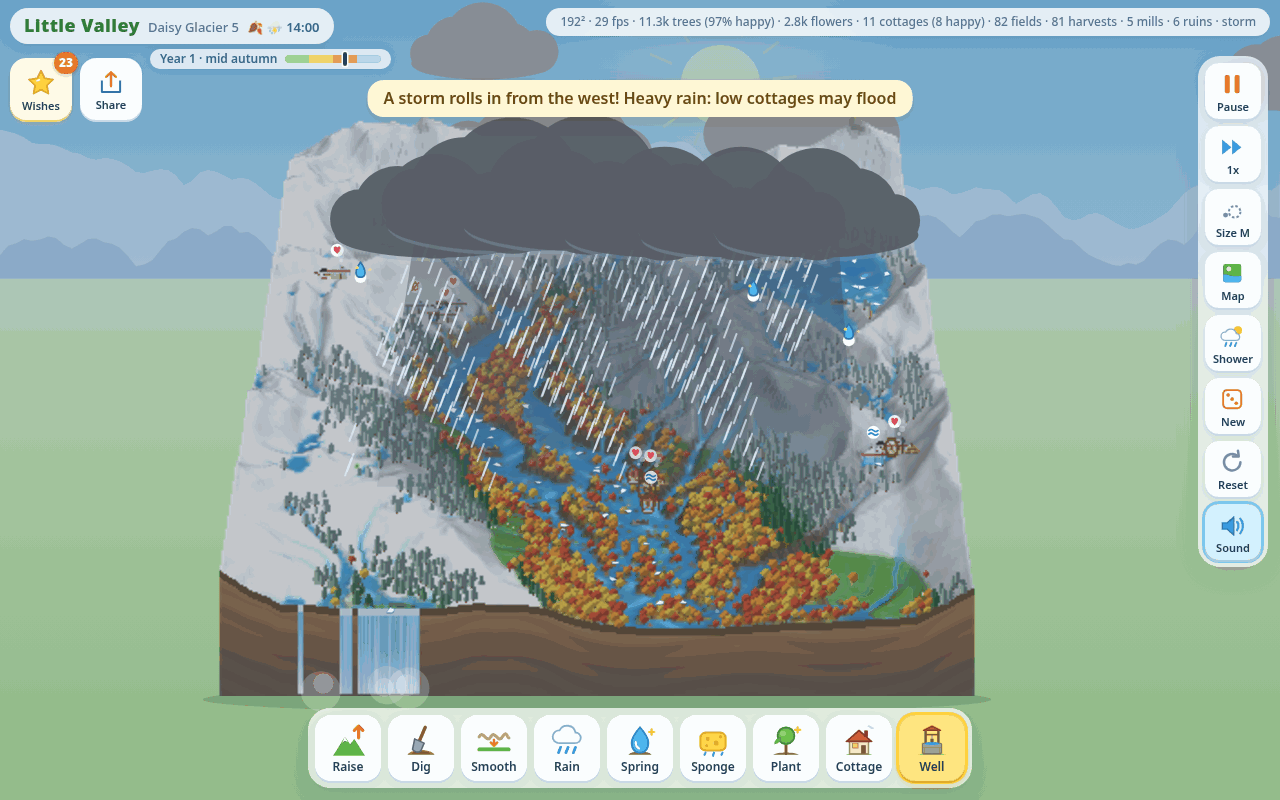 Little Valley Daisy Glacier 5 14:00
192² · 29 fps · 11.3k trees (97% happy) · 2.8k flowers · 11 cottages (8 happy) · 82 fields · 81 harvests · 5 mills · 6 ruins · storm
Year 1 · mid autumn
23
Wishes
Share
A storm rolls in from the west! Heavy rain: low cottages may flood
Pause
1x
Size M
Map
Shower
New
Reset
Sound
Raise
Dig
Smooth
Rain
Spring
Sponge
Plant
Cottage
Well